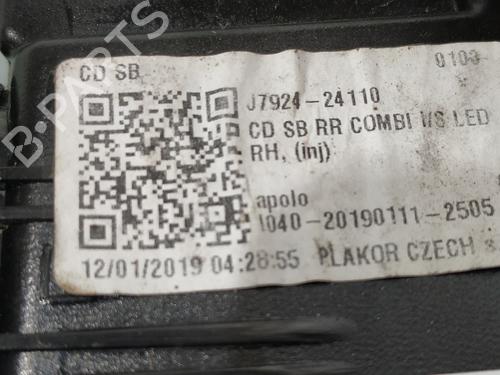 CD SB 0103
J7924-24110
CD SB RR COMBI I/S LED
RH, (inj)
apolo
I040-20190111-2505
12/01/2019 04:28:55 PLAKOR CZECH s
B-PARTS